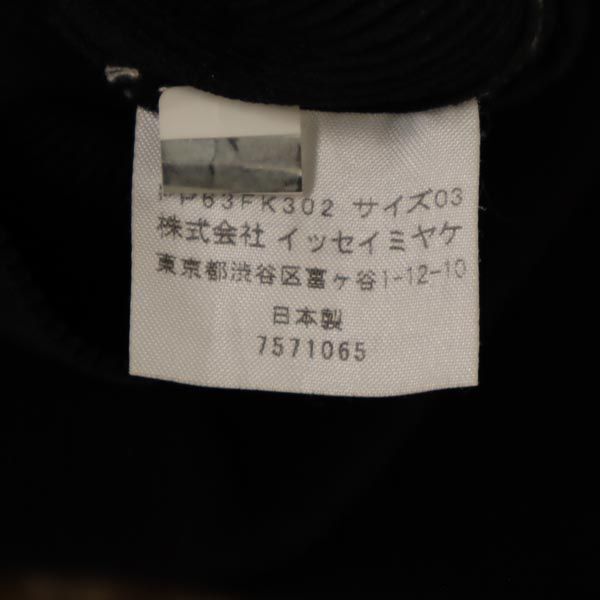 PP63FK302 サイズ03
株式会社 イッセイミヤケ
東京都渋谷区富ヶ谷1-12-10
日本製
7571065